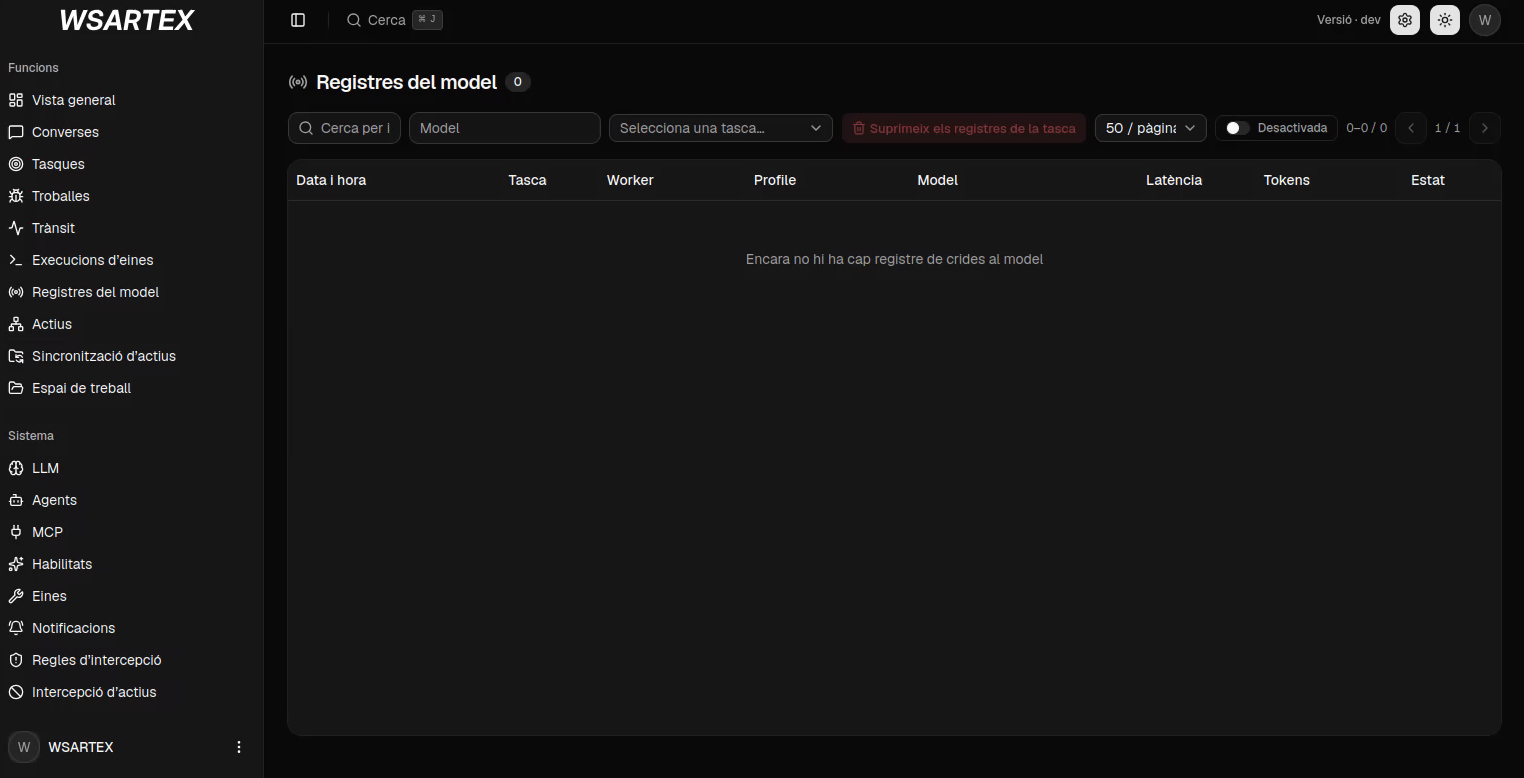 WSARTEX
Funcions
Vista general
Converses
Tasques
Troballes
Trànsit
Execucions d'eines
Registres del model
Actius
Sincronització d'actius
Espai de treball
Sistema
LLM
Agents
MCP
Habilitats
Eines
Notificacions
Regles d'intercepció
Intercepció d'actius
W WSARTEX
Cerca ⌘ J
Versió · dev W
Registres del model 0
Cerca per i Model Selecciona una tasca... Suprimeix els registres de la tasca 50 / pàgina Desactivada 0–0 / 0 1 / 1
Data i hora Tasca Worker Profile Model Latència Tokens Estat
Encara no hi ha cap registre de crides al model